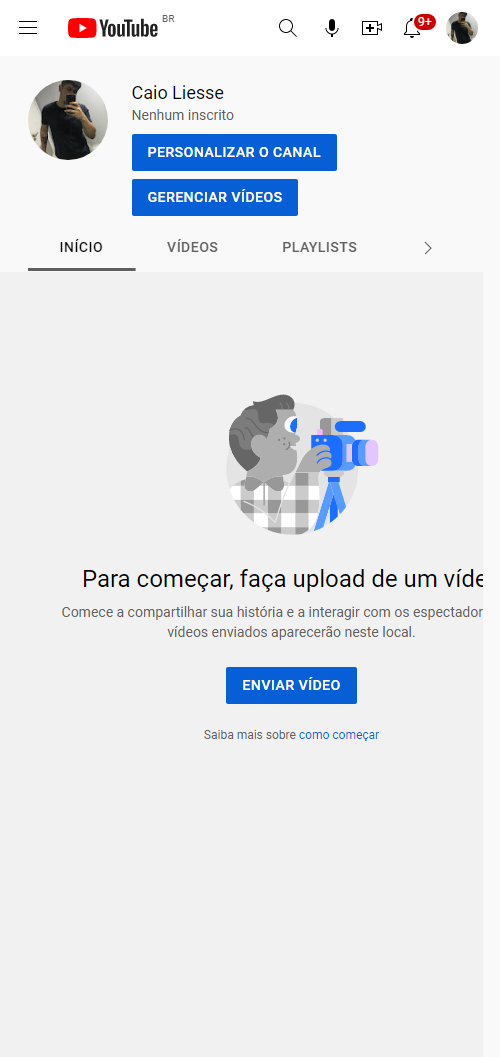 YouTube BR
9+
Caio Liesse
Nenhum inscrito
PERSONALIZAR O CANAL
GERENCIAR VÍDEOS
INÍCIO VÍDEOS PLAYLISTS
Para começar, faça upload de um víde
Comece a compartilhar sua história e a interagir com os espectador
vídeos enviados aparecerão neste local.
ENVIAR VÍDEO
Saiba mais sobre como começar